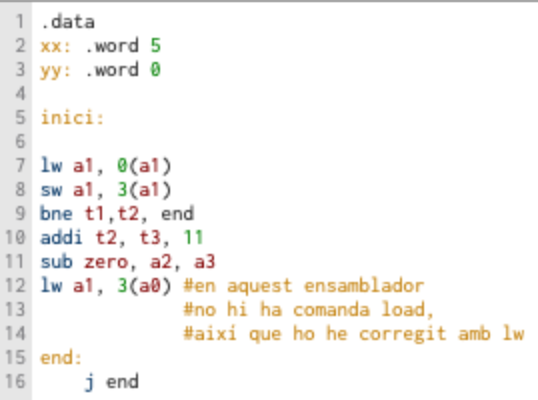 1 .data
2 xx: .word 5
3 yy: .word 0
4
5 inici:
6
7 lw a1, 0(a1)
8 sw a1, 3(a1)
9 bne t1,t2, end
10 addi t2, t3, 11
11 sub zero, a2, a3
12 lw a1, 3(a0) #en aquest ensamblador
13 #no hi ha comanda load,
14 #així que ho he corregit amb lw
15 end:
16 j end